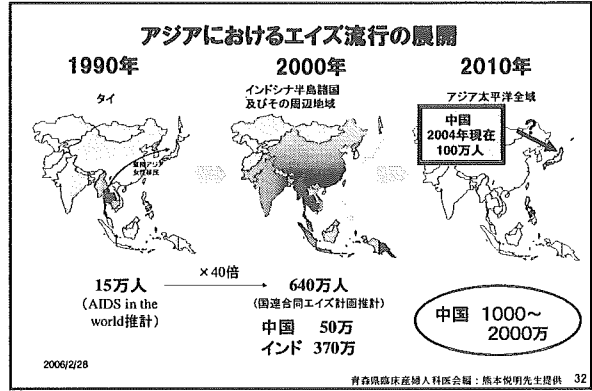 アジアにおけるエイズ流行の展開
1990年
タイ
15万人
(AIDS in the
world推計)
×40倍
2000年
インドシナ半島諸国
及びその周辺地域
640万人
(国連合同エイズ計画推計)
中国 50万
インド 370万
2010年
アジア太平洋全域
中国
2004年現在
100万人
?
中国 1000〜
2000万
2006/2/28
青森県臨床産婦人科医会編:熊本悦明先生提供 32